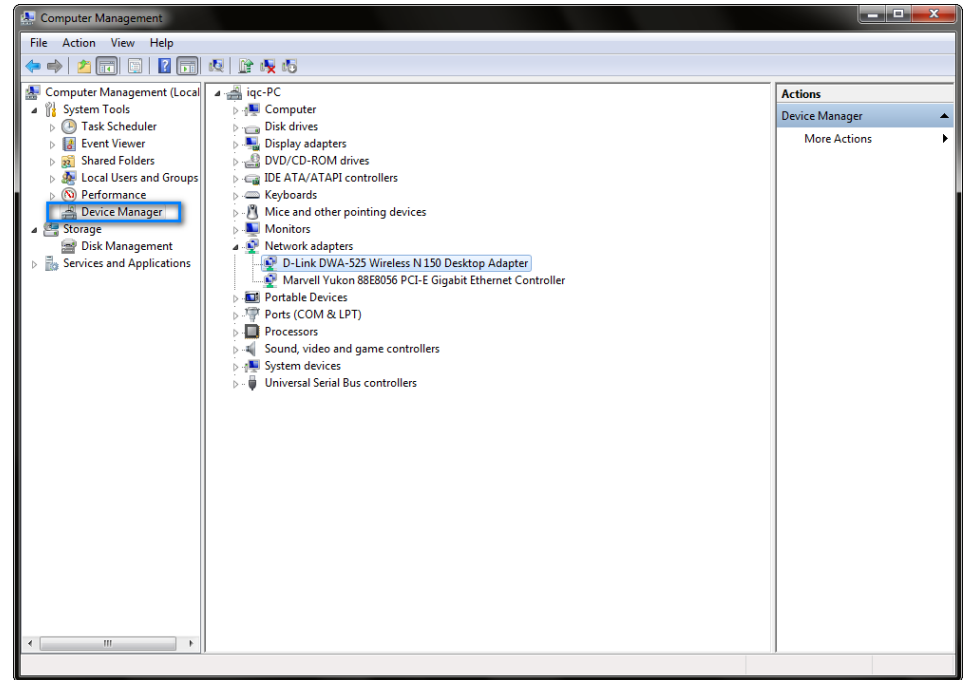 Computer Management
File Action View Help
Computer Management (Local
System Tools
Task Scheduler
Event Viewer
Shared Folders
Local Users and Groups
Performance
Device Manager
Storage
Disk Management
Services and Applications
iqc-PC
Computer
Disk drives
Display adapters
DVD/CD-ROM drives
IDE ATA/ATAPI controllers
Keyboards
Mice and other pointing devices
Monitors
Network adapters
D-Link DWA-525 Wireless N 150 Desktop Adapter
Marvell Yukon 88E8056 PCI-E Gigabit Ethernet Controller
Portable Devices
Ports (COM & LPT)
Processors
Sound, video and game controllers
System devices
Universal Serial Bus controllers
Actions
Device Manager
More Actions